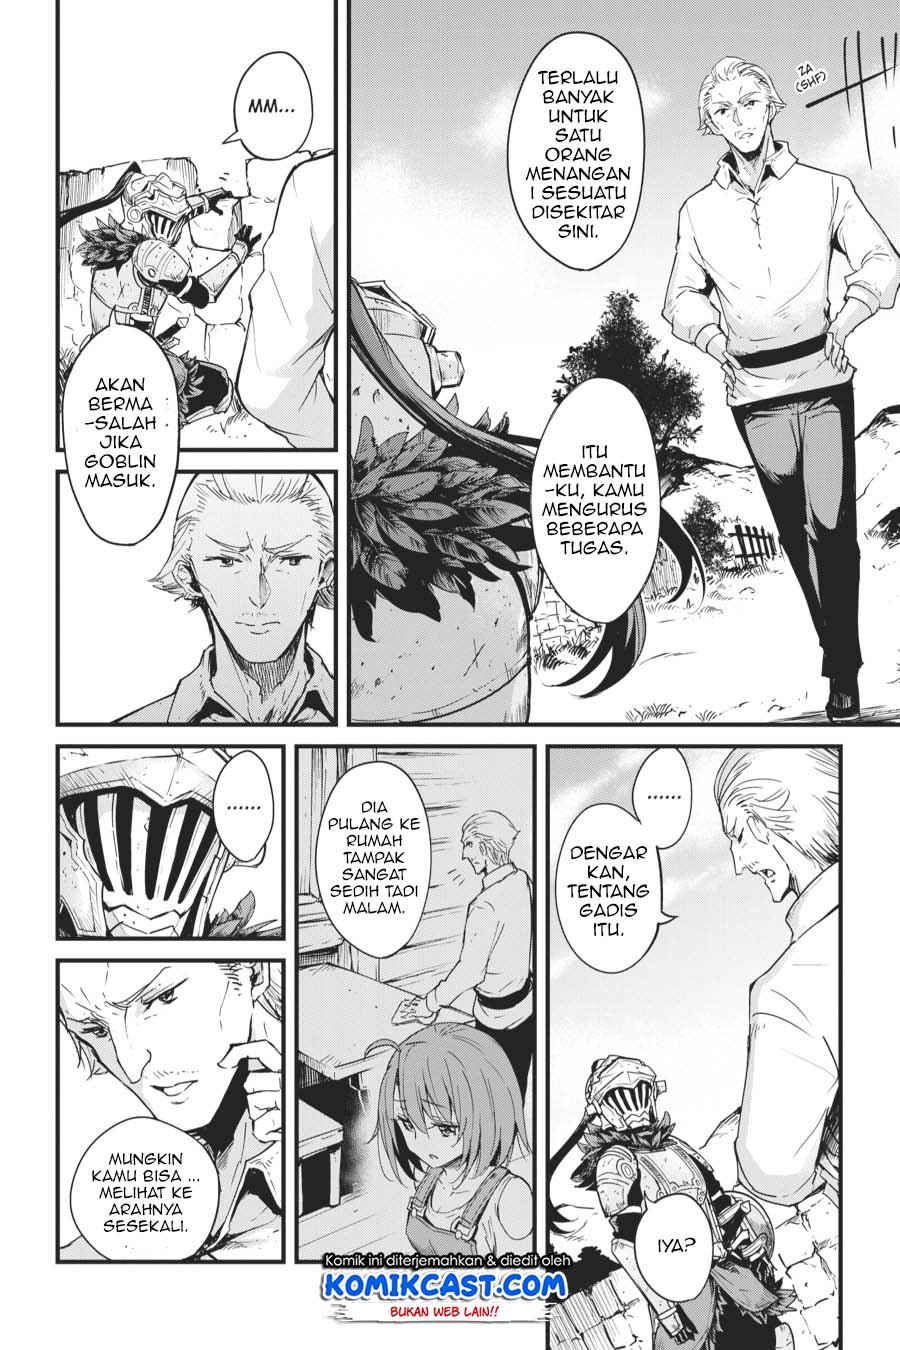 ZA
(SHF)
TERLALU
BANYAK
UNTUK
SATU
ORANG
MENANGAN
I SESUATU
DISEKITAR
SINI.
ITU
MEMBANTU
-KU, KAMU
MENGURUS
BEBERAPA
TUGAS.
MM...
AKAN
BERMA
-SALAH
JIKA
GOBLIN
MASUK.
......
DENGAR
KAN,
TENTANG
GADIS
ITU.
IYA?
DIA
PULANG KE
RUMAH
TAMPAK
SANGAT
SEDIH TADI
MALAM.
......
MUNGKIN
KAMU BISA ...
MELIHAT KE
ARAHNYA
SESEKALI.
Komik ini diterjemahkan & diedit oleh
KOMIKCAST.COM
BUKAN WEB LAIN!!